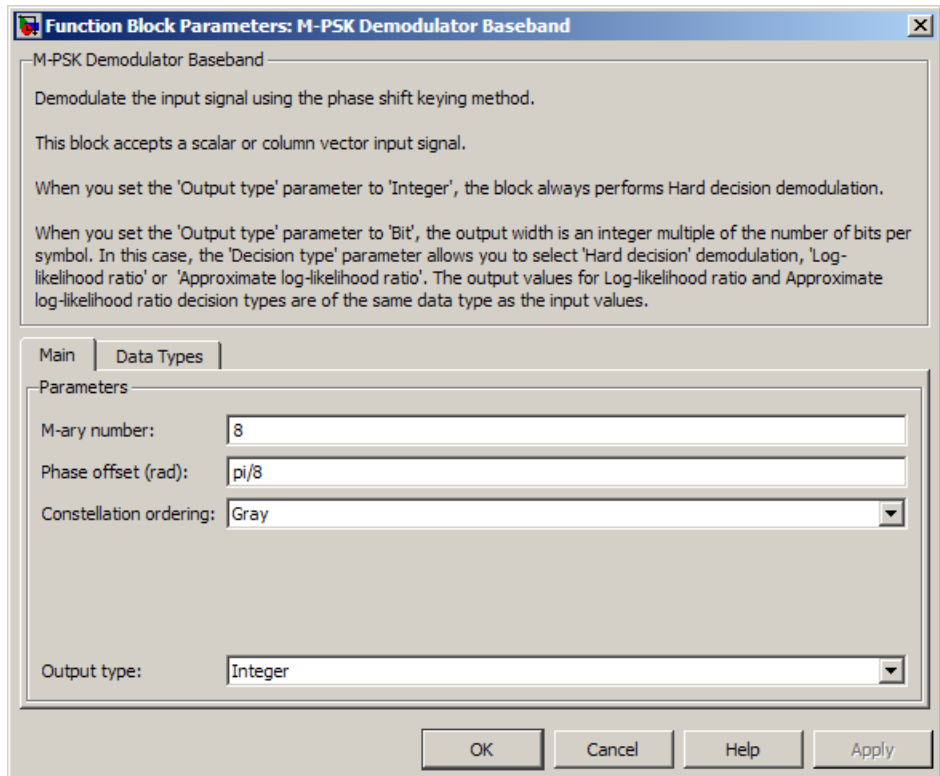 Function Block Parameters: M-PSK Demodulator Baseband
M-PSK Demodulator Baseband
Demodulate the input signal using the phase shift keying method.
This block accepts a scalar or column vector input signal.
When you set the 'Output type' parameter to 'Integer', the block always performs Hard decision demodulation.
When you set the 'Output type' parameter to 'Bit', the output width is an integer multiple of the number of bits per
symbol. In this case, the 'Decision type' parameter allows you to select 'Hard decision' demodulation, 'Log-
likelihood ratio' or 'Approximate log-likelihood ratio'. The output values for Log-likelihood ratio and Approximate
log-likelihood ratio decision types are of the same data type as the input values.
Main Data Types
Parameters
M-ary number: 8
Phase offset (rad): pi/8
Constellation ordering: Gray
Output type: Integer
OK Cancel Help Apply